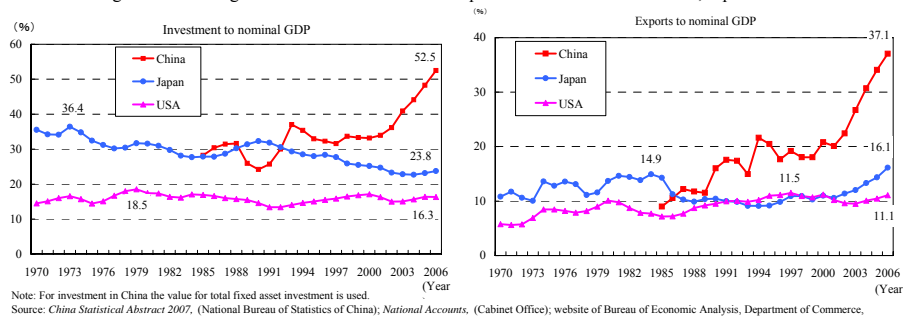 (%)
Investment to nominal GDP
60
50
40
30
20
10
0
China
Japan
USA
36.4
18.5
52.5
23.8
16.3
1970 1973 1976 1979 1982 1985 1988 1991 1994 1997 2000 2003 2006
(Year
(%)
Exports to nominal GDP
40
30
20
10
0
China
Japan
USA
14.9
11.5
37.1
16.1
11.1
1970 1973 1976 1979 1982 1985 1988 1991 1994 1997 2000 2003 2006
(Year
Note: For investment in China the value for total fixed asset investment is used.
Source: China Statistical Abstract 2007, (National Bureau of Statistics of China); National Accounts, (Cabinet Office); website of Bureau of Economic Analysis, Department of Commerce,